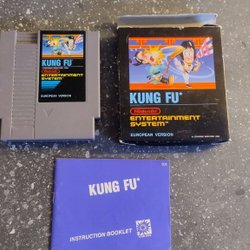 KUNG FU
Nintendo
ENTERTAINMENT
SYSTEM
EUROPEAN VERSION
KUNG FU
Nintendo
ENTERTAINMENT
SYSTEM
EUROPEAN VERSION
KUNG FU
INSTRUCTION BOOKLET